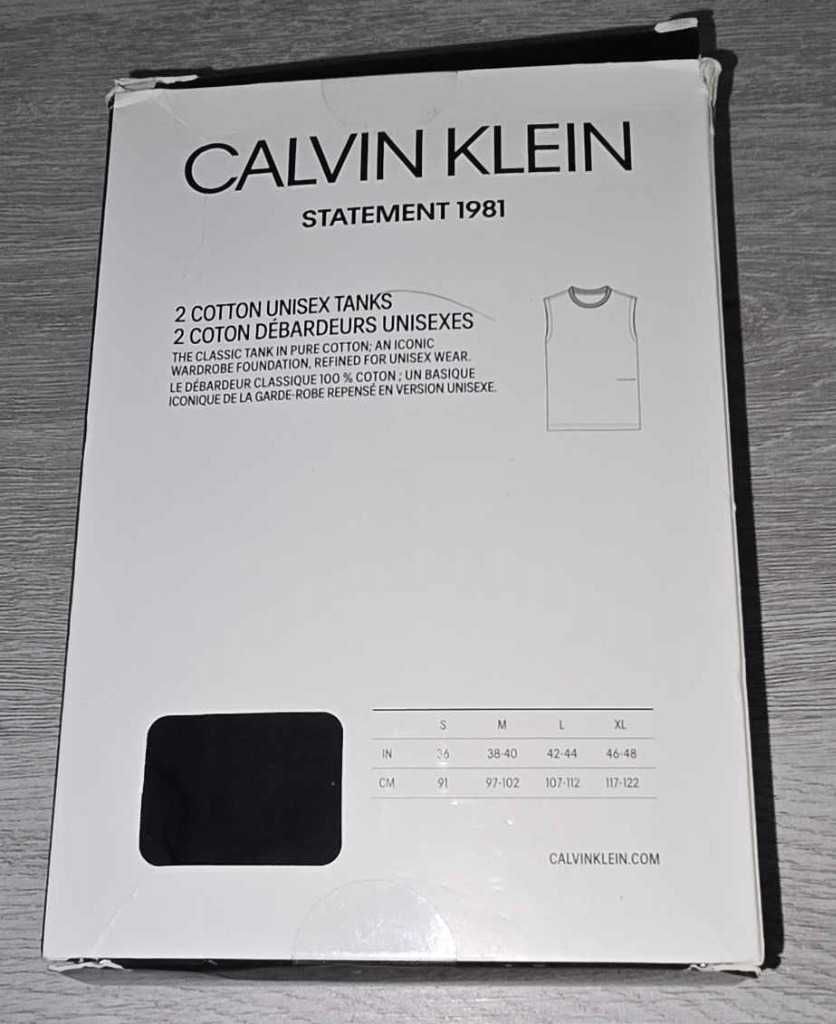 CALVIN KLEIN
STATEMENT 1981
2 COTTON UNISEX TANKS
2 COTON DÉBARDEURS UNISEXES
THE CLASSIC TANK IN PURE COTTON; AN ICONIC
WARDROBE FOUNDATION, REFINED FOR UNISEX WEAR.
LE DÉBARDEUR CLASSIQUE 100 % COTON ; UN BASIQUE
ICONIQUE DE LA GARDE-ROBE REPENSÉ EN VERSION UNISEXE.
S M L XL
IN 36 38-40 42-44 46-48
CM 91 97-102 107-112 117-122
CALVINKLEIN.COM